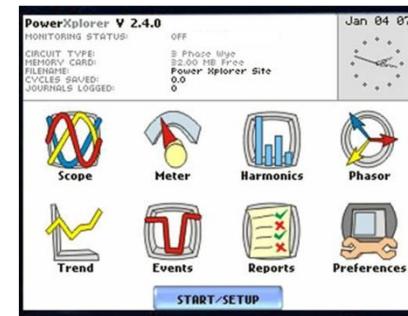 PowerXplorer V 2.4.0
Jan 04 07
MONITORING STATUS: OFF
CIRCUIT TYPE: 3 Phase Wye
MEMORY CARD: 32.00 MB Free
FILENAME: Power Xplorer Site
CYCLES SAVED: 0.0
JOURNALS LOGGED: 0
Scope Meter Harmonics Phasor
Trend Events Reports Preferences
START/SETUP